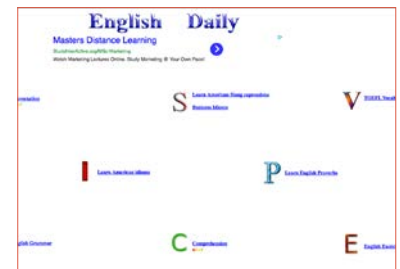 English Daily
Masters Distance Learning
Watch Marketing Lectures Online. Study Marketing @ Your Own Pace!
S Learn American Slang expressions
Business Idioms
V TOEFL
I Learn American idioms
P Learn English Proverbs
Grammar
C Comprehension
E English